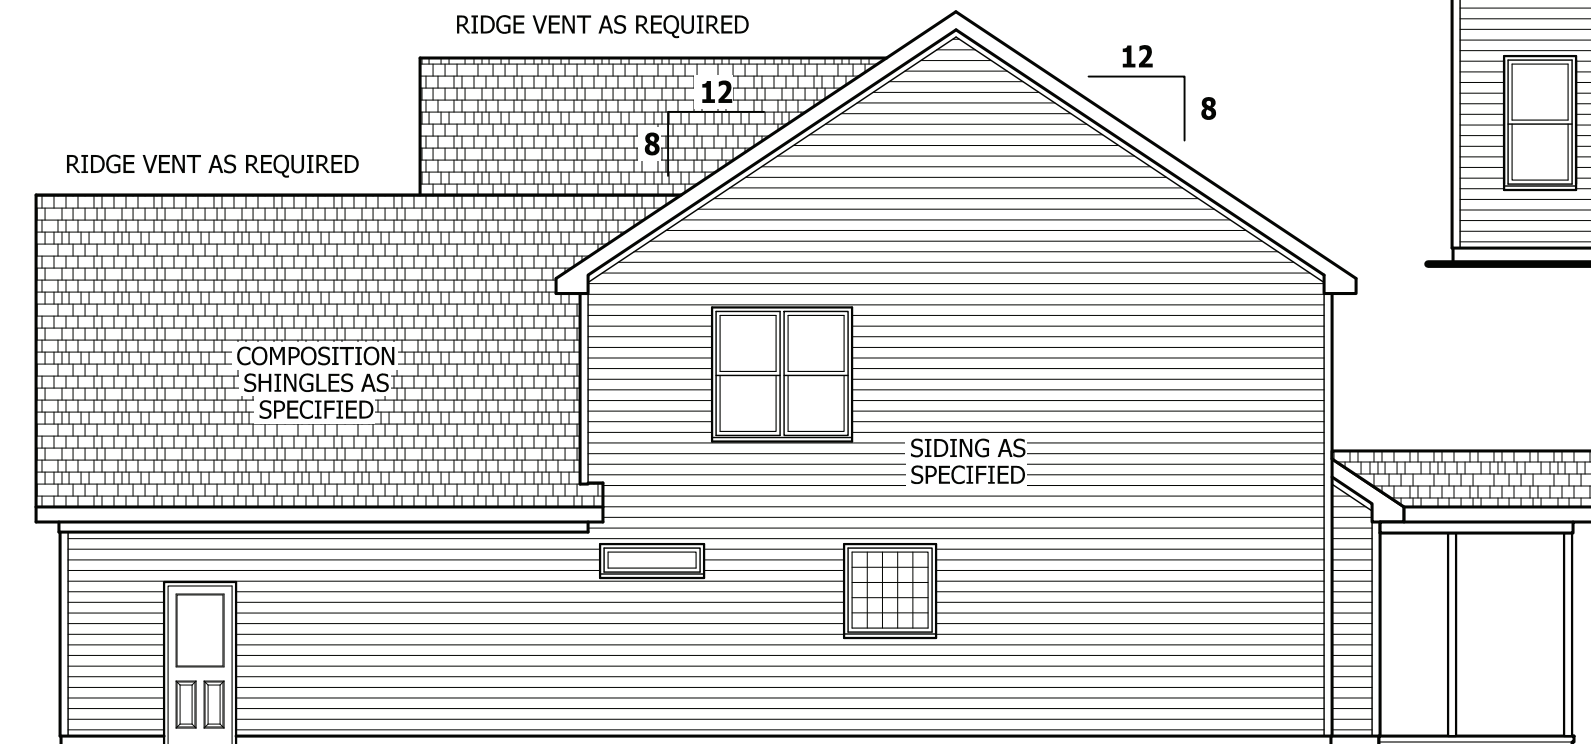 RIDGE VENT AS REQUIRED
12
8
12
8
RIDGE VENT AS REQUIRED
COMPOSITION
SHINGLES AS
SPECIFIED
SIDING AS
SPECIFIED